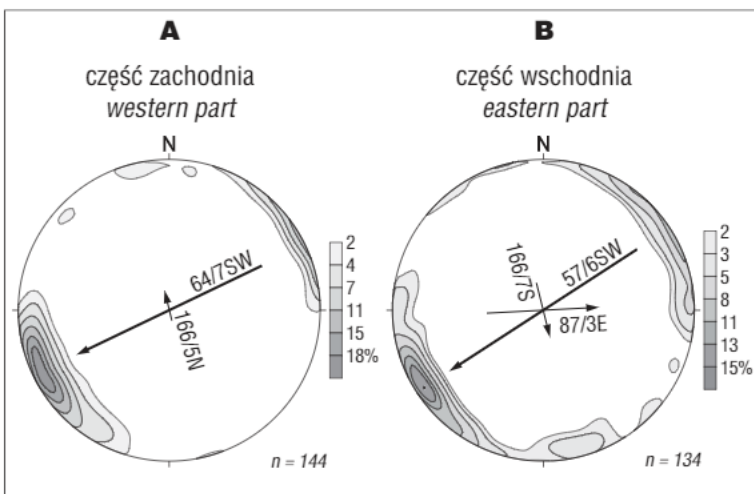 A
część zachodnia
western part
N
64/7SW
166/5N
2
4
7
11
15
18%
n = 144
B
część wschodnia
eastern part
N
166/7S
57/6SW
87/3E
2
3
5
8
11
13
15%
n = 134